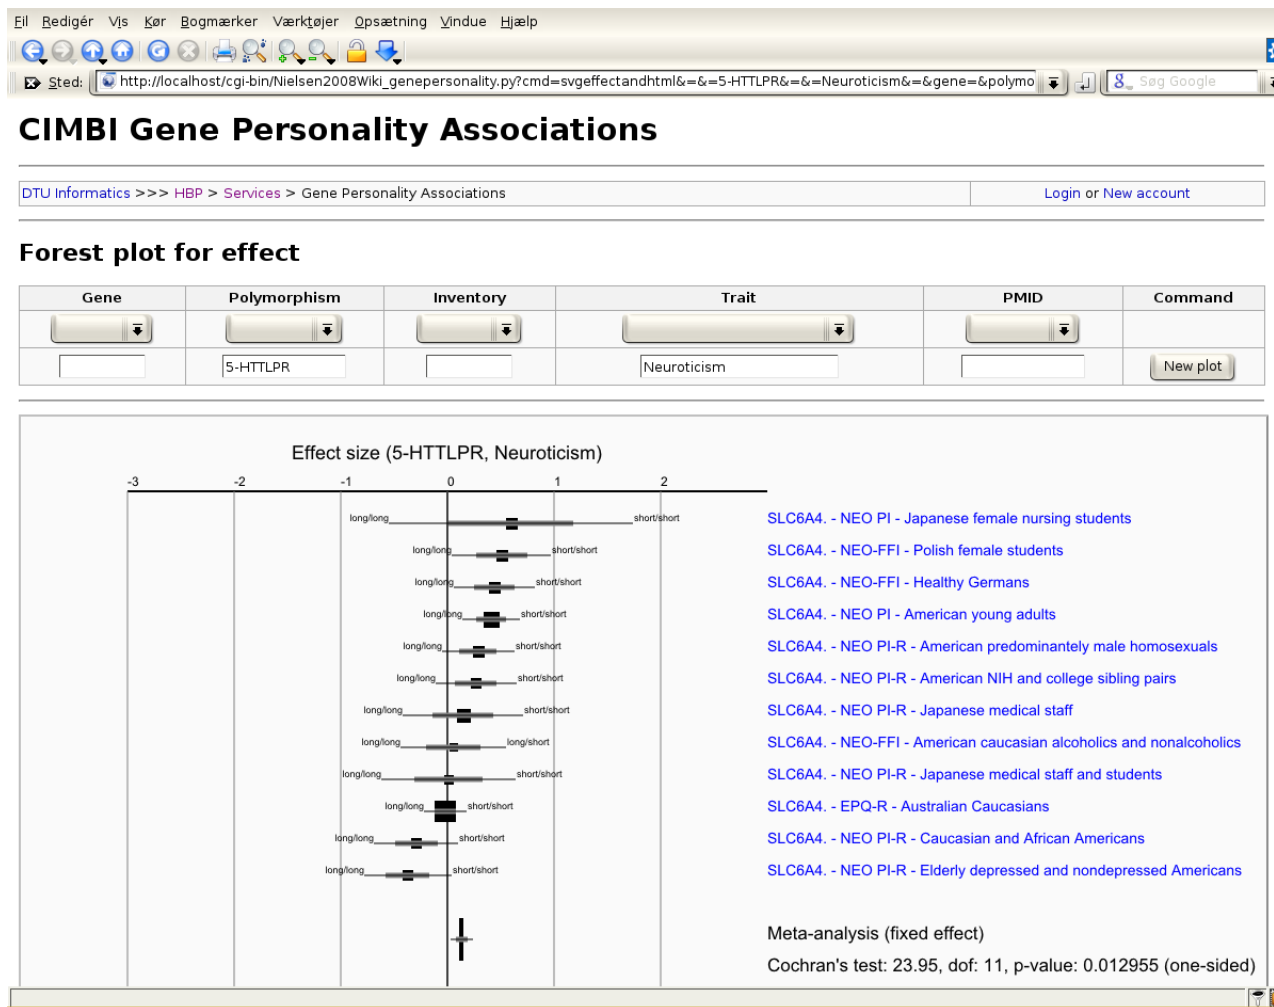 Fil Redigér Vis Kør Bogmærker Værktøjer Opsætning Vindue Hjælp
Sted: http://localhost/cgi-bin/Nielsen2008Wiki_genepersonality.py?cmd=svgeffectandhtml&=&=5-HTTLPR&=&=Neuroticism&=&gene=&polymo Søg Google
CIMBI Gene Personality Associations
DTU Informatics >>> HBP > Services > Gene Personality Associations Login or New account
Forest plot for effect
Gene Polymorphism Inventory Trait PMID Command
5-HTTLPR Neuroticism New plot
Effect size (5-HTTLPR, Neuroticism)
-3 -2 -1 0 1 2
long/long short/short SLC6A4. - NEO PI - Japanese female nursing students
long/long short/short SLC6A4. - NEO-FFI - Polish female students
long/long short/short SLC6A4. - NEO-FFI - Healthy Germans
long/long short/short SLC6A4. - NEO PI - American young adults
long/long short/short SLC6A4. - NEO PI-R - American predominantely male homosexuals
long/long short/short SLC6A4. - NEO PI-R - American NIH and college sibling pairs
long/long short/short SLC6A4. - NEO PI-R - Japanese medical staff
long/long long/short SLC6A4. - NEO-FFI - American caucasian alcoholics and nonalcoholics
long/long short/short SLC6A4. - NEO PI-R - Japanese medical staff and students
long/long short/short SLC6A4. - EPQ-R - Australian Caucasians
long/long short/short SLC6A4. - NEO PI-R - Caucasian and African Americans
long/long short/short SLC6A4. - NEO PI-R - Elderly depressed and nondepressed Americans
Meta-analysis (fixed effect)
Cochran's test: 23.95, dof: 11, p-value: 0.012955 (one-sided)